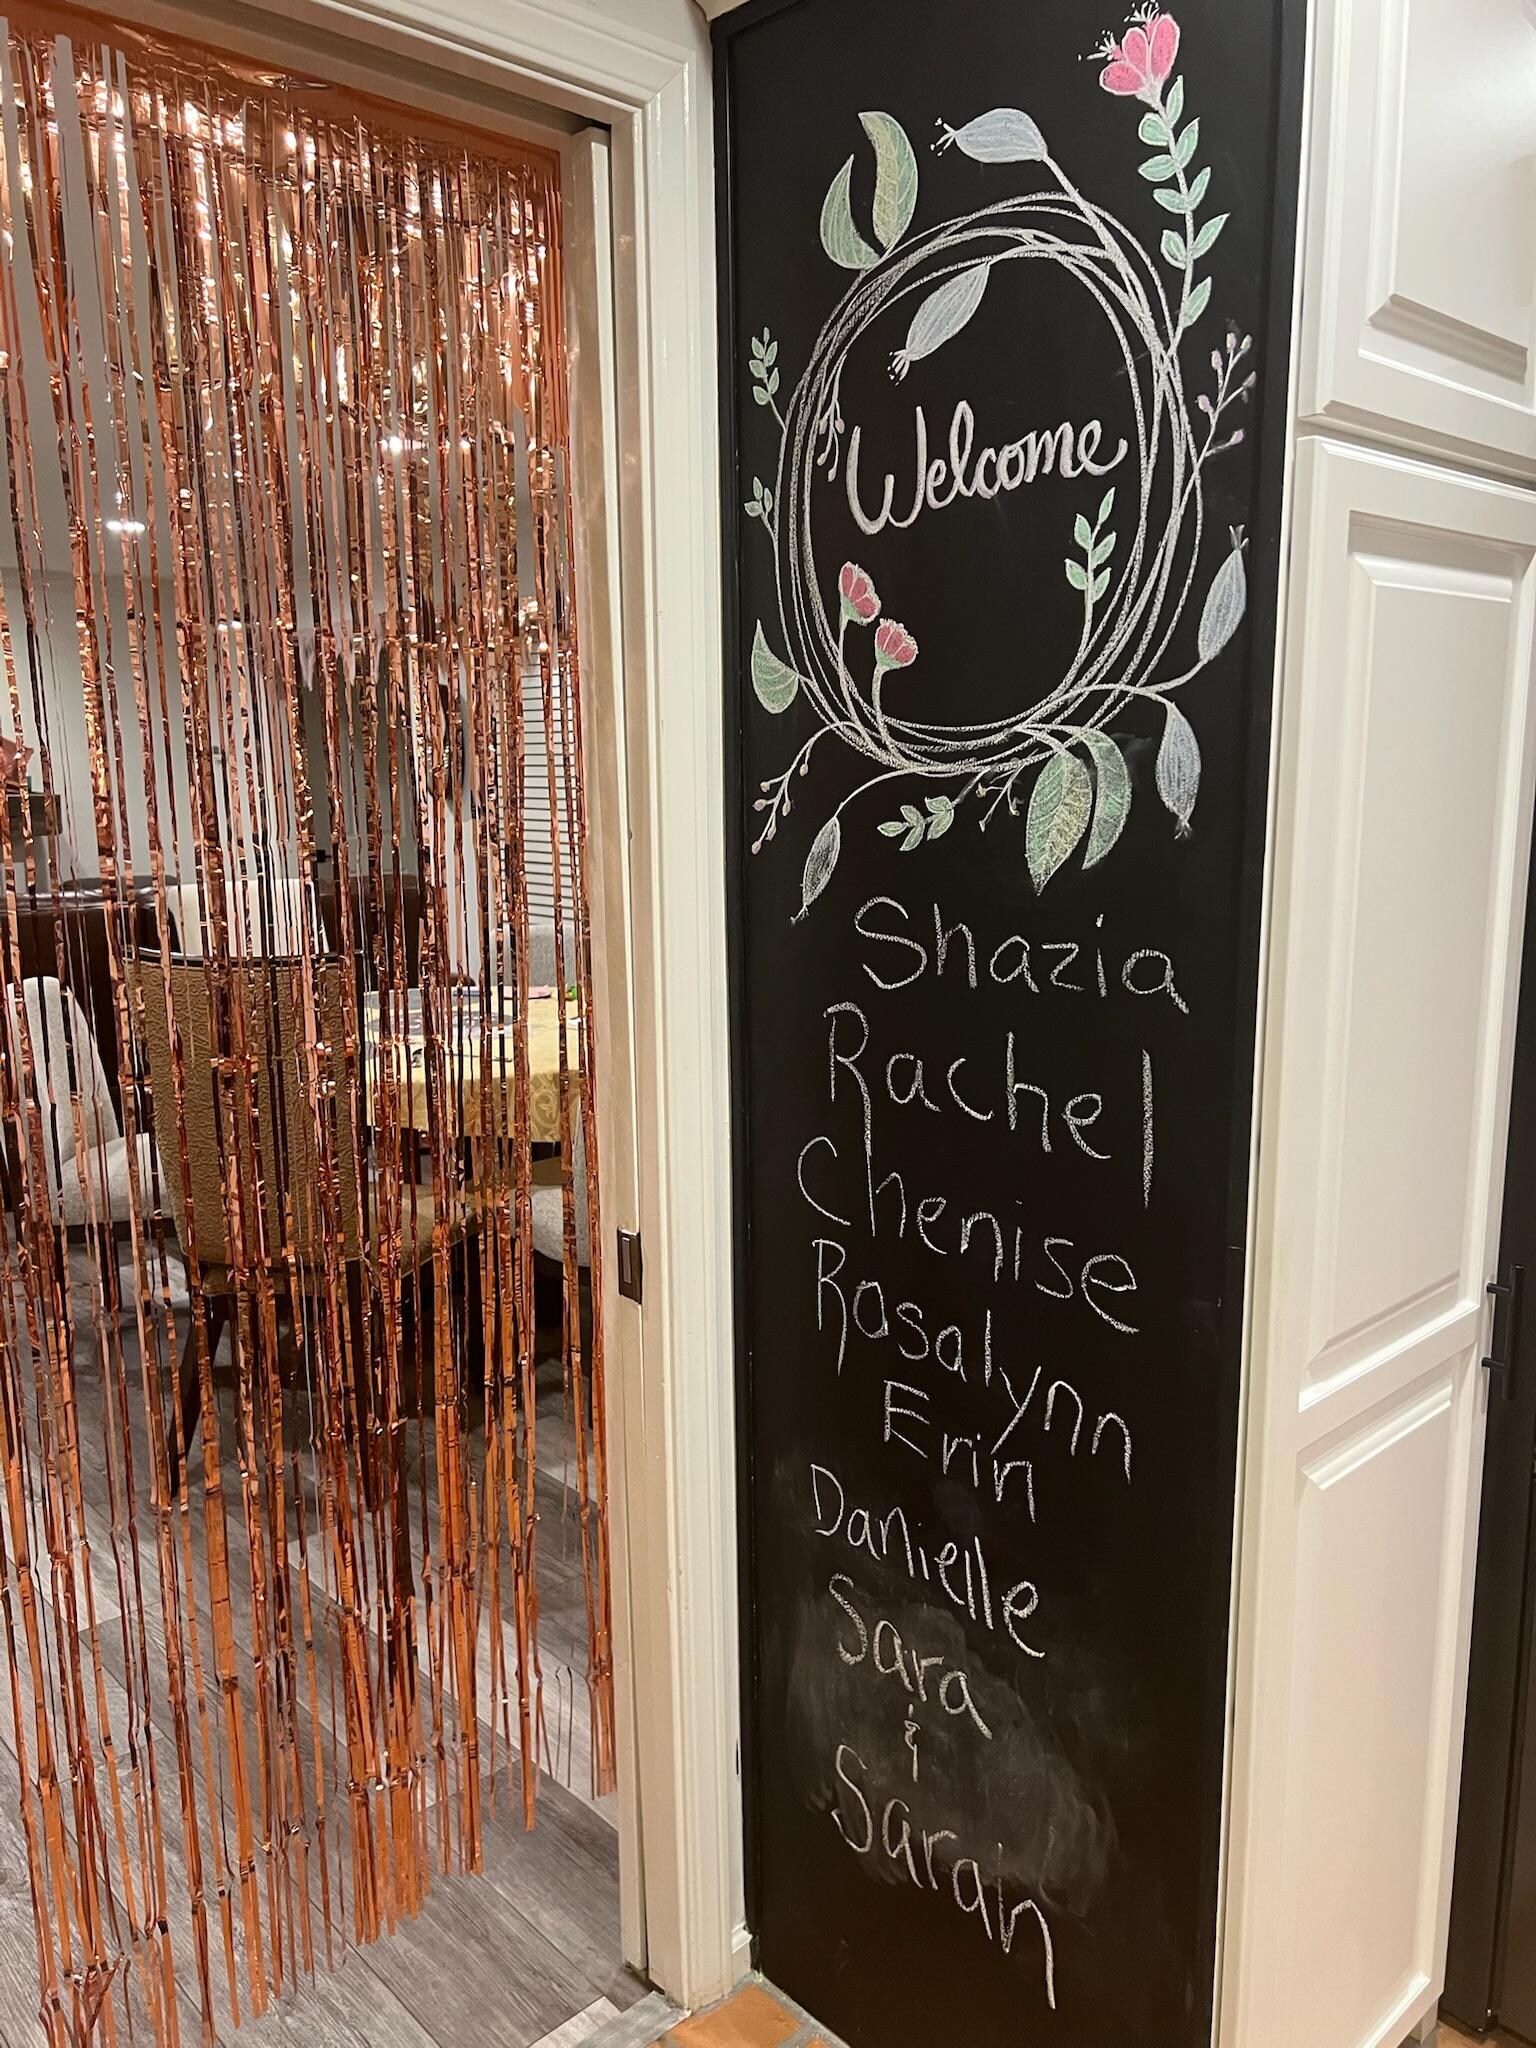 Welcome
Shazia
Rachel
Chenise
Rosalynn
Erin
Danielle
Sara
&
Sarah